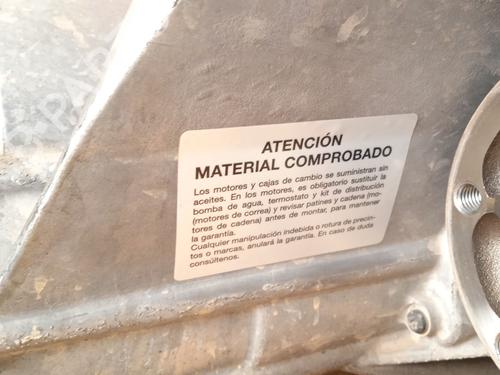 ATENCIÓN
MATERIAL COMPROBADO
Los motores y cajas de cambio se suministran sin
aceites. En los motores, es obligatorio sustituir la
bomba de agua, termostato y kit de distribución
(motores de correa) y revisar patines y cadena (mo-
tores de cadena) antes de montar, para mantener
la garantía.
Cualquier manipulación indebida o rotura de precin-
tos o marcas, anulará la garantía. En caso de duda
consúltenos.